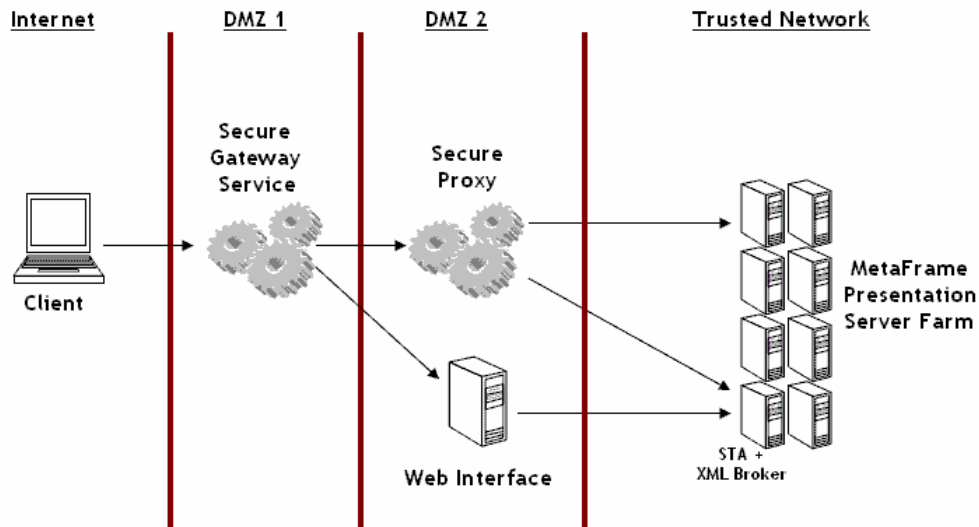 Internet
DMZ 1
DMZ 2
Trusted Network
Secure
Gateway
Service
Secure
Proxy
Client
MetaFrame
Presentation
Server Farm
Web Interface
STA +
XML Broker